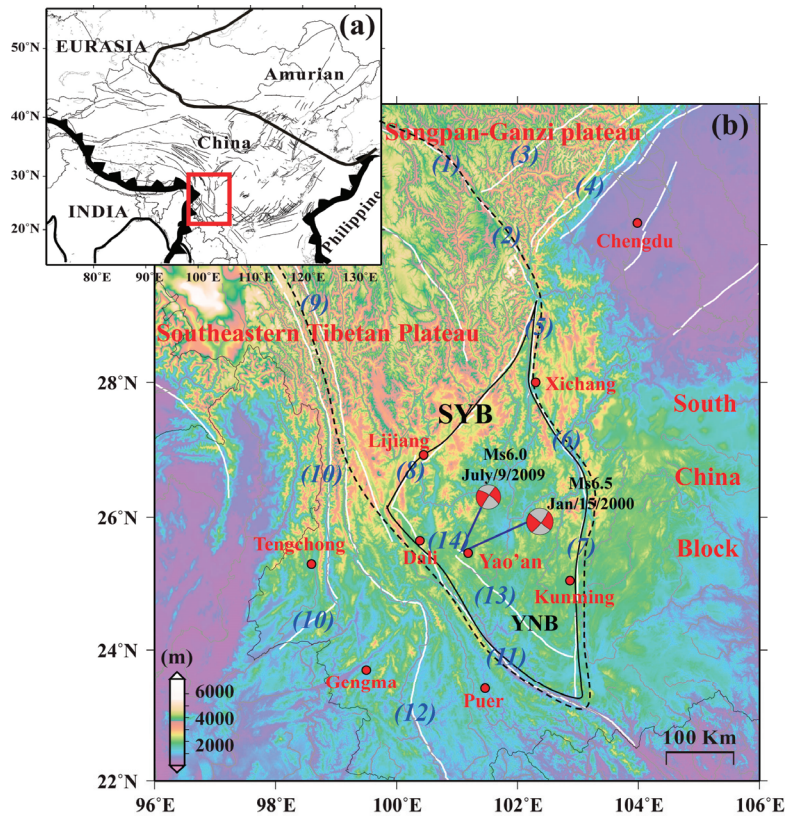 (a)
50°N
EURASIA
Amurian
40°N
China
30°N
INDIA
20°N
Philippine
80°E 90°E 100°E 110°E 120°E 130°E
(b)
Songpan-Ganzi plateau
(1)
(3)
(4)
(2)
Chengdu
(9)
Southeastern Tibetan Plateau
(5)
28°N
Xichang
SYB
South
Lijiang
(6)
Ms6.0
July/9/2009
(8)
(10)
China
Ms6.5
Jan/15/2000
26°N
Tengchong
Dali
(14)
Yao'an
(7)
Block
Kunming
(13)
(10)
YNB
24°N
(m)
6000
4000
2000
Gengma
(11)
Puer
(12)
100 Km
22°N
96°E 98°E 100°E 102°E 104°E 106°E